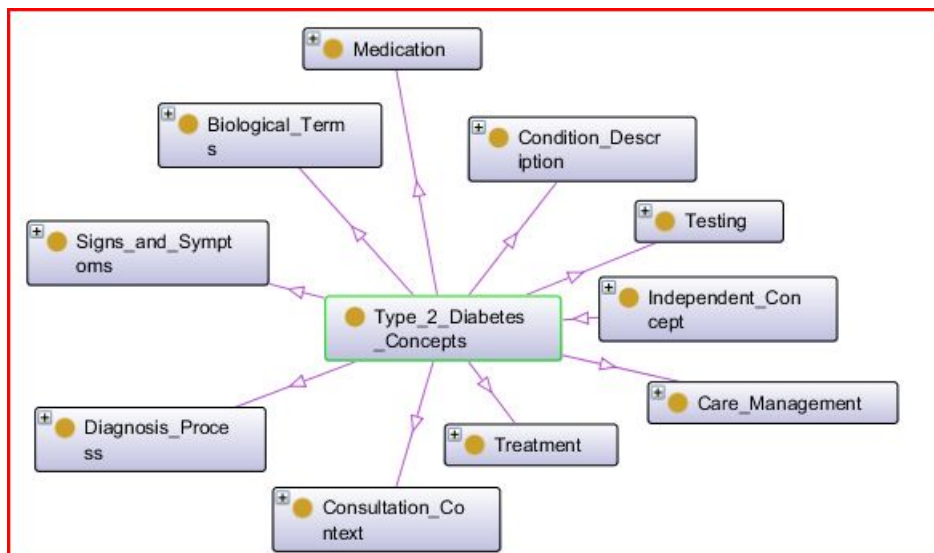 Medication
Biological_Term
s
Condition_Descr
iption
Testing
Signs_and_Sympt
oms
Independent_Con
cept
Type_2_Diabetes
_Concepts
Care_Management
Diagnosis_Proce
ss
Treatment
Consultation_Co
ntext